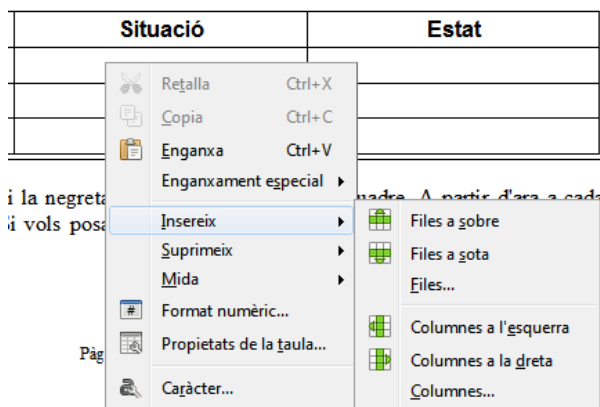 Situació Estat
Retalla Ctrl+X
Copia Ctrl+C
Enganxa Ctrl+V
Enganxament especial
i la negreta quadre. A partir d'ara a cada
Si vols posa
Insereix
Suprimeix
Mida
Format numèric...
Propietats de la taula...
Caràcter...
Files a sobre
Files a sota
Files...
Columnes a l'esquerra
Columnes a la dreta
Columnes...
Pàg